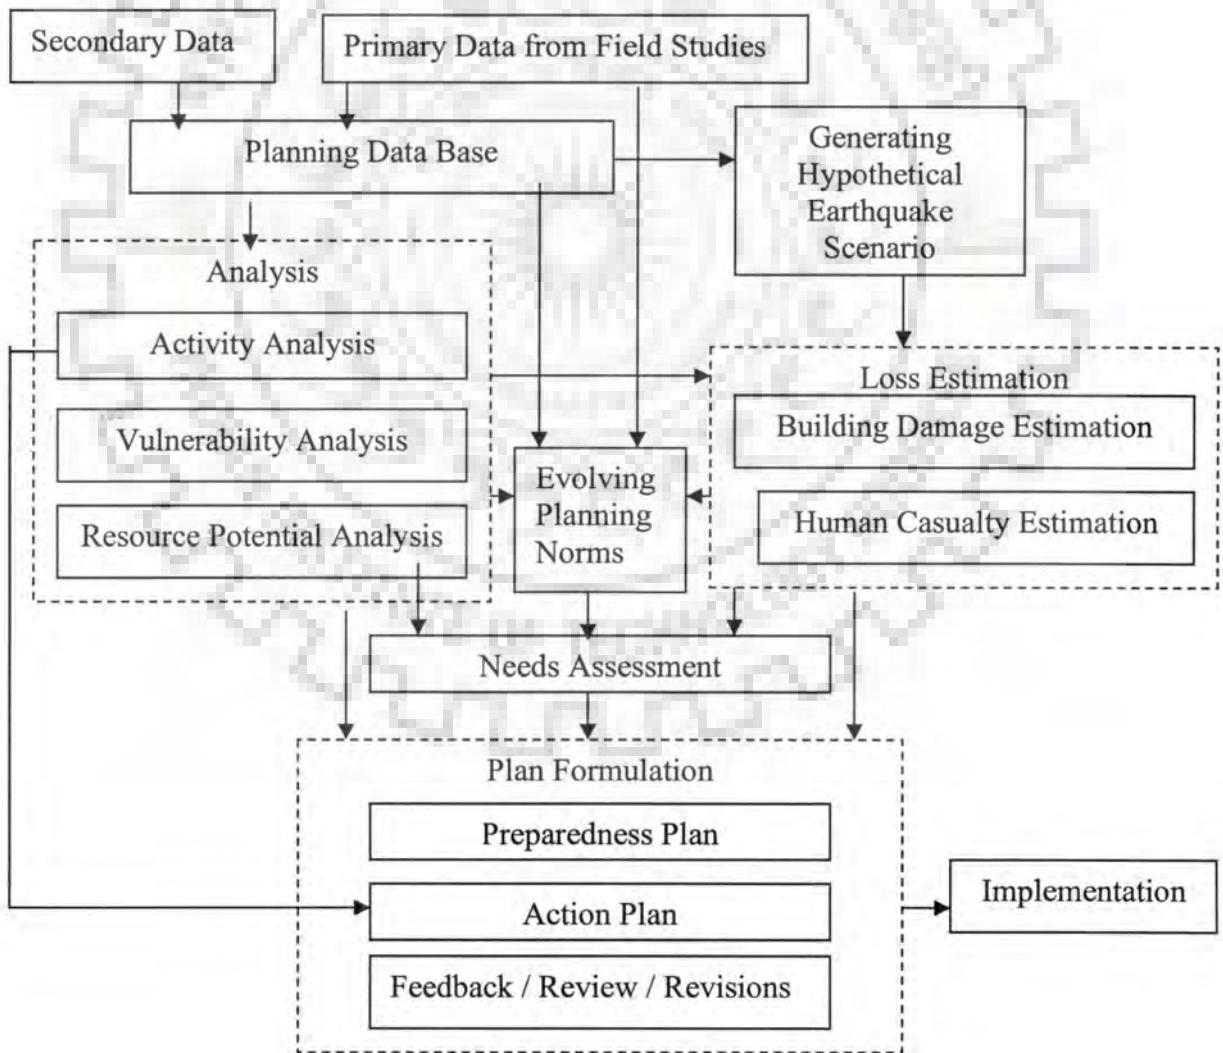 Secondary Data
Primary Data from Field Studies
Planning Data Base
Generating
Hypothetical
Earthquake
Scenario
Analysis
Activity Analysis
Vulnerability Analysis
Resource Potential Analysis
Evolving
Planning
Norms
Loss Estimation
Building Damage Estimation
Human Casualty Estimation
Needs Assessment
Plan Formulation
Preparedness Plan
Action Plan
Feedback / Review / Revisions
Implementation